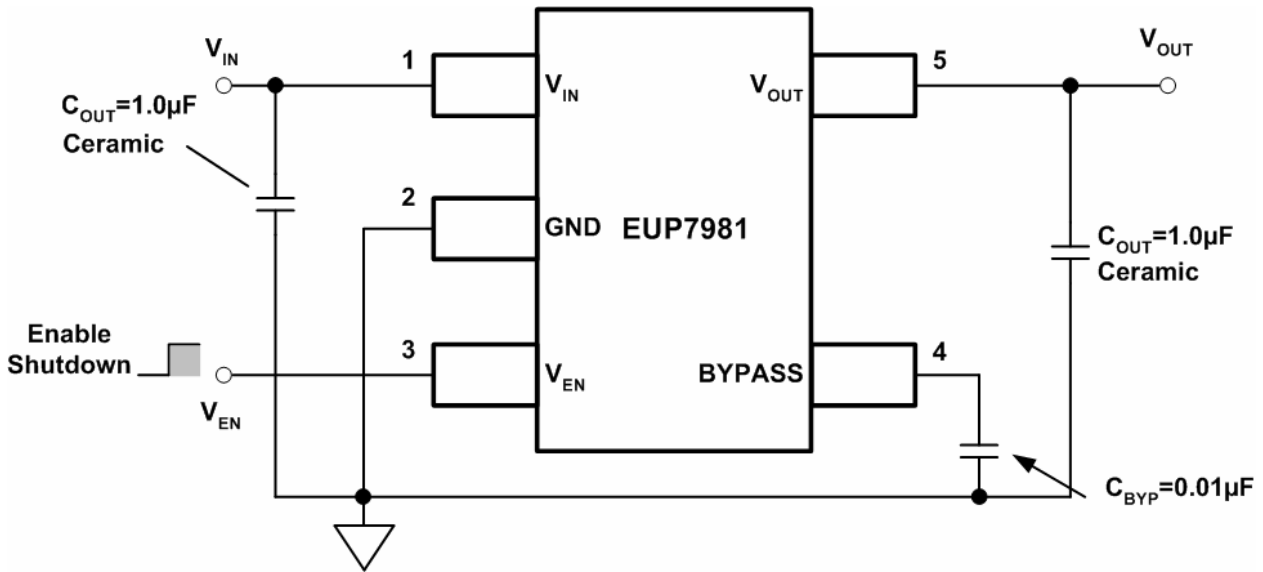 V_IN
C_OUT=1.0µF
Ceramic
1
V_IN
2
GND
EUP7981
Enable
Shutdown
V_EN
3
V_EN
V_OUT
5
V_OUT
C_OUT=1.0µF
Ceramic
BYPASS
4
C_BYP=0.01µF